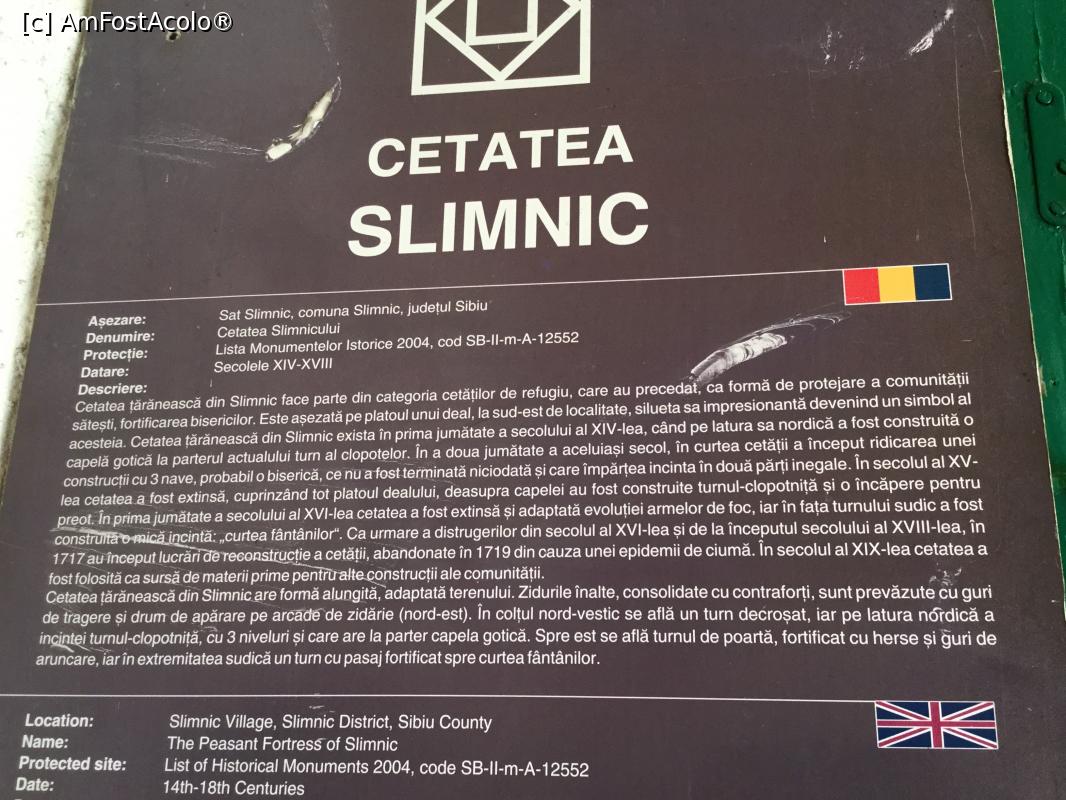 [c] AmFostAcolo®
CETATEA
SLIMNIC
Așezare: Sat Slimnic, comuna Slimnic, județul Sibiu
Denumire: Cetatea Slimnicului
Protecție: Lista Monumentelor Istorice 2004, cod SB-II-m-A-12552
Datare: Secolele XIV-XVIII
Descriere:
Cetatea țărănească din Slimnic face parte din categoria cetăților de refugiu, care au precedat, ca formă de protejare a comunității
sătești, fortificarea bisericilor. Este așezată pe platoul unui deal, la sud-est de localitate, silueta sa impresionantă devenind un simbol al
acesteia. Cetatea țărănească din Slimnic exista în prima jumătate a secolului al XIV-lea, când pe latura sa nordică a fost construită o
capelă gotică la parterul actualului turn al clopotelor. În a doua jumătate a aceluiași secol, în curtea cetății a început ridicarea unei
construcții cu 3 nave, probabil o biserică, ce nu a fost terminată niciodată și care împărțea incinta în două părți inegale. În secolul al XV-
lea cetatea a fost extinsă, cuprinzând tot platoul dealului, deasupra capelei au fost construite turnul-clopotniță și o încăpere pentru
preot. În prima jumătate a secolului al XVI-lea cetatea a fost extinsă și adaptată evoluției armelor de foc, iar în fața turnului sudic a fost
construită o mică incintă: „curtea fântânilor“. Ca urmare a distrugerilor din secolul al XVI-lea și de la începutul secolului al XVIII-lea, în
1717 au început lucrări de reconstrucție a cetății, abandonate în 1719 din cauza unei epidemii de ciumă. În secolul al XIX-lea cetatea a
fost folosită ca sursă de materii prime pentru alte construcții ale comunității.
Cetatea țărănească din Slimnic are formă alungită, adaptată terenului. Zidurile înalte, consolidate cu contraforți, sunt prevăzute cu guri
de tragere și drum de apărare pe arcade de zidărie (nord-est). În colțul nord-vestic se află un turn decroșat, iar pe latura nordică a
incintei turnul-clopotniță, cu 3 niveluri și care are la parter capela gotică. Spre est se află turnul de poartă, fortificat cu herse și guri de
aruncare, iar în extremitatea sudică un turn cu pasaj fortificat spre curtea fântânilor.
Location: Slimnic Village, Slimnic District, Sibiu County
Name: The Peasant Fortress of Slimnic
Protected site: List of Historical Monuments 2004, code SB-II-m-A-12552
Date: 14th-18th Centuries